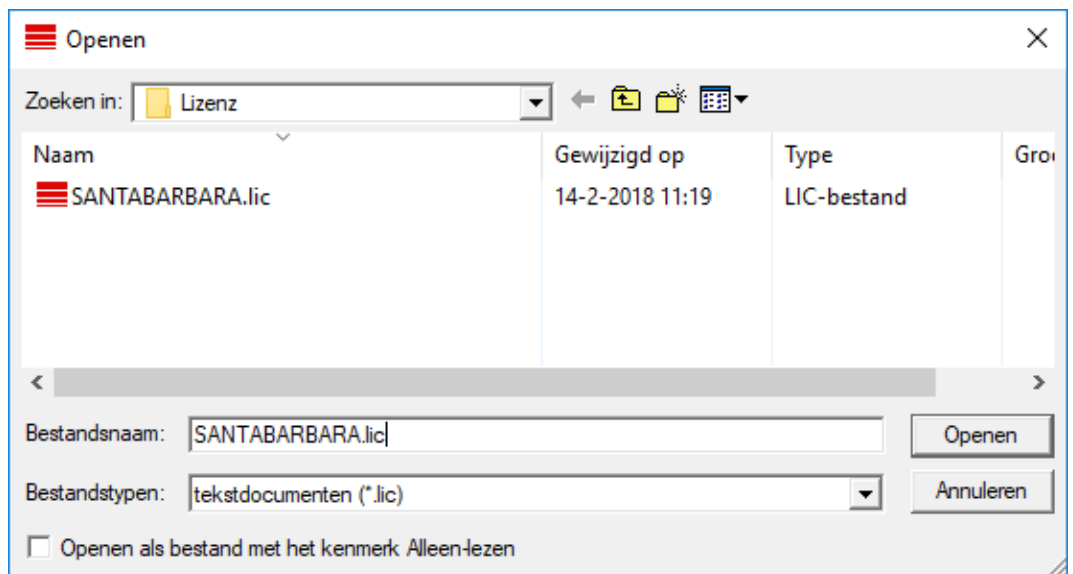 Openen
Zoeken in: Lizenz
Naam Gewijzigd op Type Groo
SANTABARBARA.lic 14-2-2018 11:19 LIC-bestand
Bestandsnaam: SANTABARBARA.lic Openen
Bestandstypen: tekstdocumenten (*.lic) Annuleren
Openen als bestand met het kenmerk Alleen-lezen